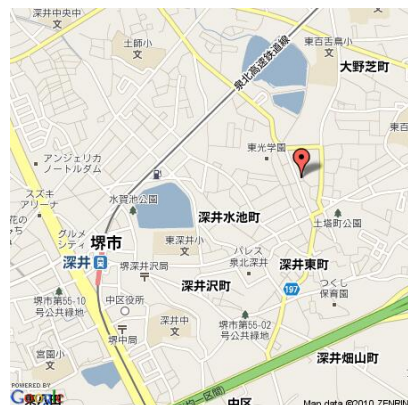 深井中央中
土師小
東百舌鳥小
大野芝町
泉北高速鉄道線
東百
東光学園
アンジェリカ
ノートルダム
水賀池公園
スズキ
アリーナ
深井水池町
土塔町公園
グルメ
シティ
堺市
東深井小
パレス
泉北深井
深井
堺深井沢局
深井沢町
深井東町
堺市第55-10
号公共緑地
中区役所
197
つくし
保育園
堺中局
深井中
堺市第55-02
号公共緑地
宮園小
深井畑山町
POWERED BY
Google
中区
Map data ©2010 ZENRIN